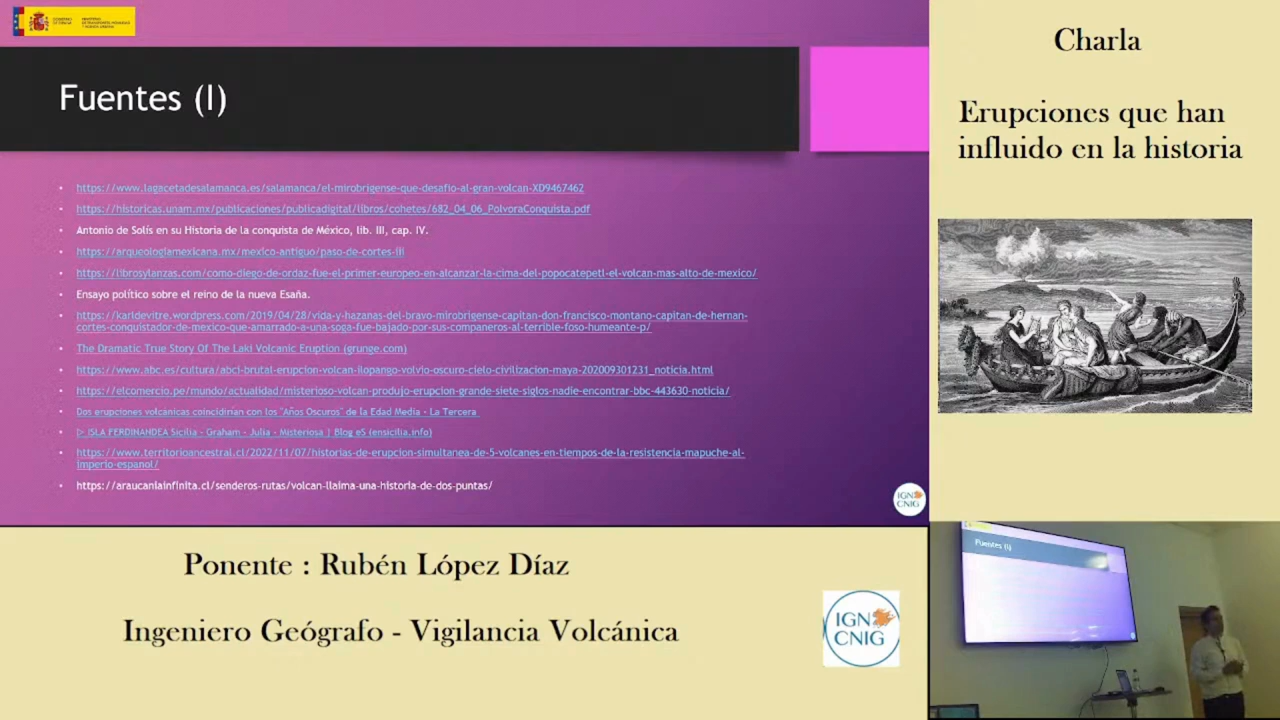 GOBIERNO DE ESPAÑA
MINISTERIO DE TRANSPORTES, MOVILIDAD Y AGENDA URBANA
Fuentes (I)
• https://www.lagacetadesalamanca.es/salamanca/el-mirobrigense-que-desafio-al-gran-volcan-XD9467462
• https://historicas.unam.mx/publicaciones/publicadigital/libros/cohetes/682_04_06_PolvoraConquista.pdf
• Antonio de Solís en su Historia de la conquista de México, lib. III, cap. IV.
• https://arqueologiamexicana.mx/mexico-antiguo/paso-de-cortes-iii
• https://librosylanzas.com/como-diego-de-ordaz-fue-el-primer-europeo-en-alcanzar-la-cima-del-popocatepetl-el-volcan-mas-alto-de-mexico/
• Ensayo político sobre el reino de la nueva Esaña.
• https://karldevitre.wordpress.com/2019/04/28/vida-y-hazanas-del-bravo-mirobrigense-capitan-don-francisco-montano-capitan-de-hernan-
cortes-conquistador-de-mexico-que-amarrado-a-una-soga-fue-bajado-por-sus-companeros-al-terrible-foso-humeante-p/
• The Dramatic True Story Of The Laki Volcanic Eruption (grunge.com)
• https://www.abc.es/cultura/abci-brutal-erupcion-volcan-ilopango-volvio-oscuro-cielo-civilizacion-maya-202009301231_noticia.html
• https://elcomercio.pe/mundo/actualidad/misterioso-volcan-produjo-erupcion-grande-siete-siglos-nadie-encontrar-bbc-443630-noticia/
• Dos erupciones volcánicas coincidirían con los "Años Oscuros" de la Edad Media - La Tercera
• ▷ ISLA FERDINANDEA Sicilia - Graham - Julia - Misteriosa | Blog eS (ensicilia.info)
• https://www.territorioancestral.cl/2022/11/07/historias-de-erupcion-simultanea-de-5-volcanes-en-tiempos-de-la-resistencia-mapuche-al-
imperio-espanol/
• https://araucaniainfinita.cl/senderos-rutas/volcan-llaima-una-historia-de-dos-puntas/
IGN
CNIG
Charla
Erupciones que han
influido en la historia
Fuentes (I)
Ponente : Rubén López Díaz
Ingeniero Geógrafo - Vigilancia Volcánica
IGN
CNIG